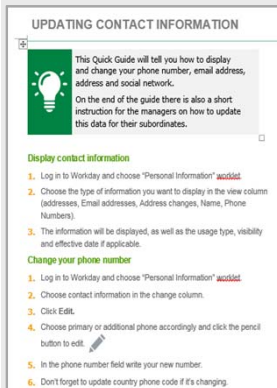 UPDATING CONTACT INFORMATION
This Quick Guide will tell you how to display
and change your phone number, email address,
address and social network.
On the end of the guide there is also a short
instruction for the managers on how to update
this data for their subordinates.
Display contact information
1. Log in to Workday and choose "Personal Information" worklet.
2. Choose the type of information you want to display in the view column
(addresses, Email addresses, Address changes, Name, Phone
Numbers).
3. The information will be displayed, as well as the usage type, visibility
and effective date if applicable.
Change your phone number
1. Log in to Workday and choose "Personal Information" worklet.
2. Choose contact information in the change column.
3. Click Edit.
4. Choose primary or additional phone accordingly and click the pencil
button to edit.
5. In the phone number field write your new number.
6. Don't forget to update country phone code if it's changing.